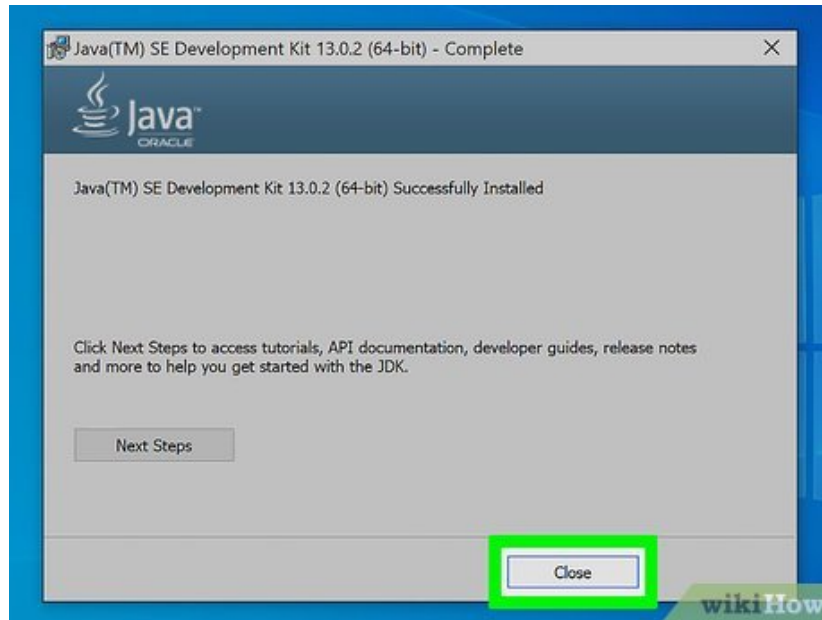 Java(TM) SE Development Kit 13.0.2 (64-bit) - Complete
Java™
ORACLE
Java(TM) SE Development Kit 13.0.2 (64-bit) Successfully Installed
Click Next Steps to access tutorials, API documentation, developer guides, release notes
and more to help you get started with the JDK.
Next Steps
Close
wikiHow